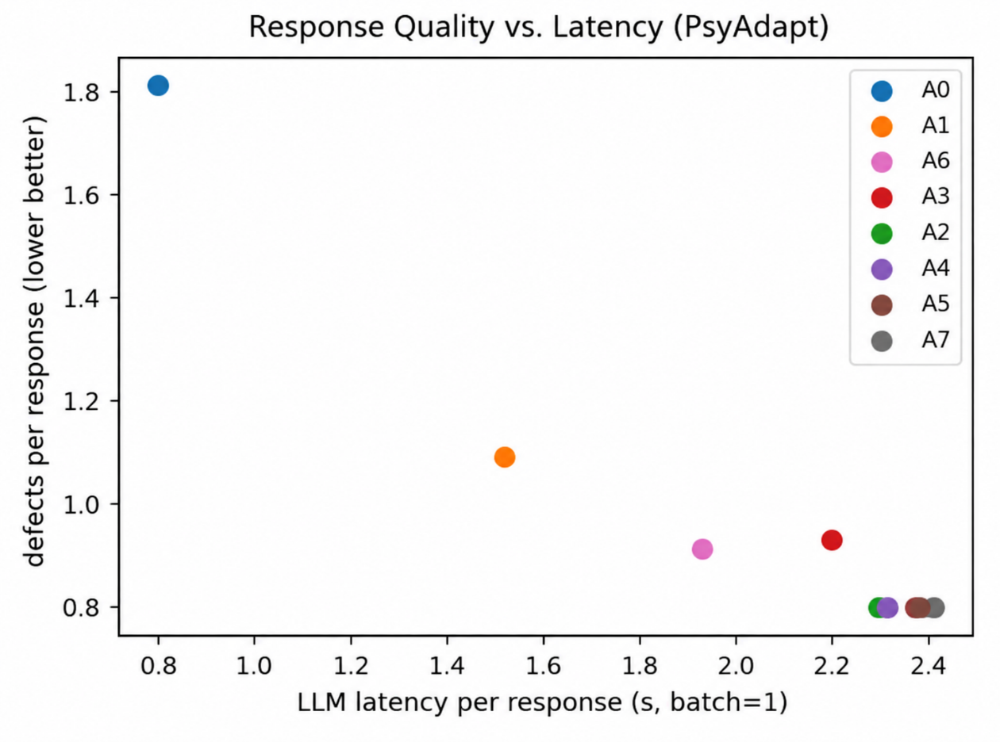 Response Quality vs. Latency (PsyAdapt)
defects per response (lower better)
1.8
1.6
1.4
1.2
1.0
0.8
A0
A1
A6
A3
A2
A4
A5
A7
0.8 1.0 1.2 1.4 1.6 1.8 2.0 2.2 2.4
LLM latency per response (s, batch=1)